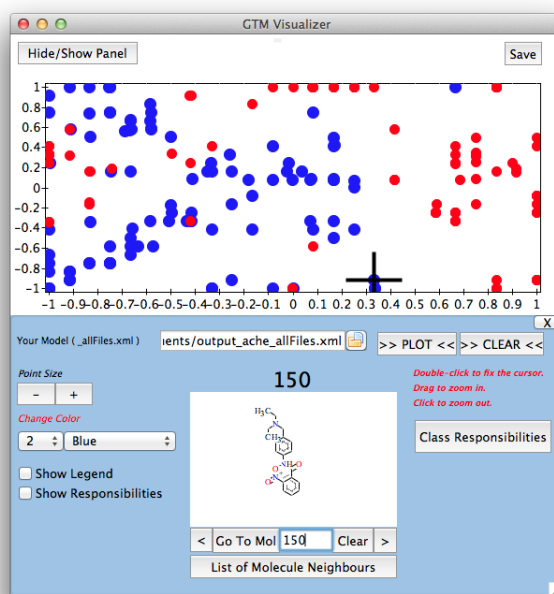 GTM Visualizer
Hide/Show Panel
Save
1
0.8
0.6
0.4
0.2
0
-0.2
-0.4
-0.6
-0.8
-1
-1 -0.9 -0.8 -0.7 -0.6 -0.5 -0.4 -0.3 -0.2 -0.1 0 0.1 0.2 0.3 0.4 0.5 0.6 0.7 0.8 0.9 1
X
Your Model ( _allFiles.xml )
ents/output_ache_allFiles.xml
>> PLOT <<
>> CLEAR <<
Point Size
- +
Change Color
2
Blue
Show Legend
Show Responsibilities
150
H₃C
N
CH₃
NH
O
O
N⁺
O
Double-click to fix the cursor.
Drag to zoom in.
Click to zoom out.
Class Responsibilities
< Go To Mol 150 Clear >
List of Molecule Neighbours